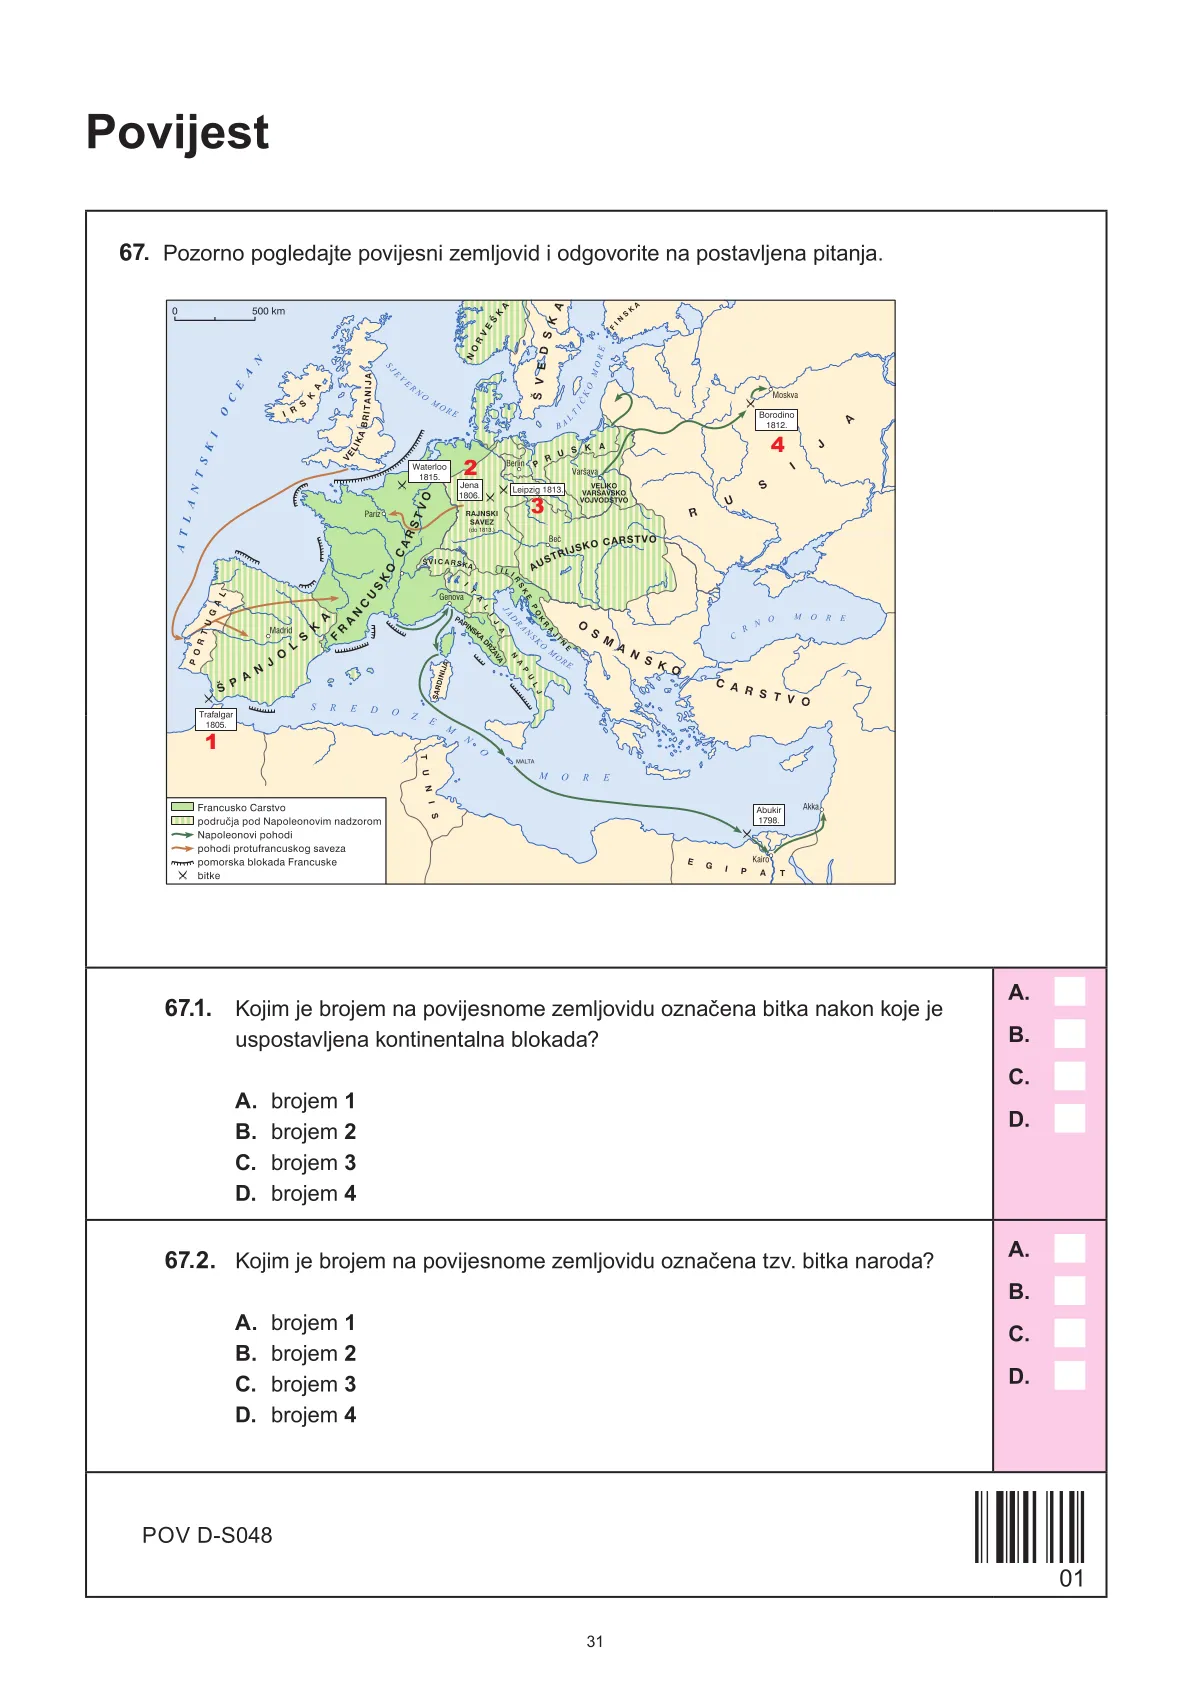 Povijest
67. Pozorno pogledajte povijesni zemljovid i odgovorite na postavljena pitanja.
0 500 km
ATLANTSKI OCEAN
IRSKA
VELIKA BRITANIJA
SJEVERNO MORE
NORVEŠKA
ŠVEDSKA
FINSKA
BALTIČKO MORE
Moskva
Borodino
1812.
4
RUSIJA
Waterloo
1815.
2
Jena
1806.
Berlin
PRUSKA
Varšava
Leipzig 1813.
3
VELIKO
VARŠAVSKO
VOJVODSTVO
Pariz
RAJNSKI
SAVEZ
(do 1813.)
Beč
AUSTRIJSKO CARSTVO
FRANCUSKO CARSTVO
ŠVICARSKA
ILIRSKE POKRAJINE
ITALIJA
Genova
PAPINSKA DRŽAVA
JADRANSKO MORE
NAPULJ
SARDINIJA
PORTUGAL
Madrid
ŠPANJOLSKA
OSMANSKO CARSTVO
CRNO MORE
Trafalgar
1805.
1
SREDOZEMNO MORE
TUNIS
MALTA
Abukir
1798.
Akka
Kairo
EGIPAT
Francusko Carstvo
područja pod Napoleonovim nadzorom
Napoleonovi pohodi
pohodi protufrancuskog saveza
pomorska blokada Francuske
bitke
67.1. Kojim je brojem na povijesnome zemljovidu označena bitka nakon koje je
uspostavljena kontinentalna blokada?
A. brojem 1
B. brojem 2
C. brojem 3
D. brojem 4
A.
B.
C.
D.
67.2. Kojim je brojem na povijesnome zemljovidu označena tzv. bitka naroda?
A. brojem 1
B. brojem 2
C. brojem 3
D. brojem 4
A.
B.
C.
D.
POV D-S048
01
31